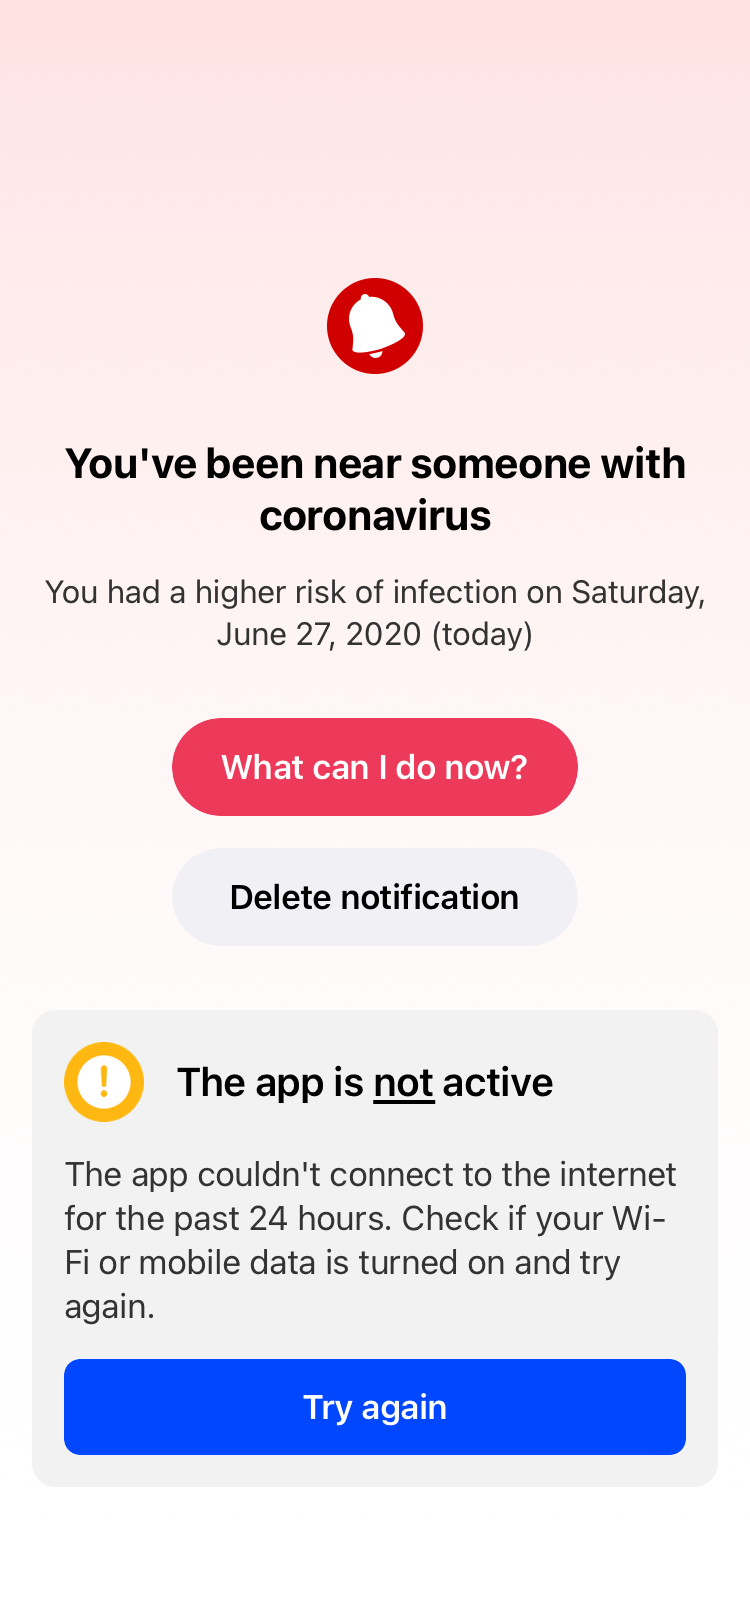 You've been near someone with
coronavirus
You had a higher risk of infection on Saturday,
June 27, 2020 (today)
What can I do now?
Delete notification
The app is not active
The app couldn't connect to the internet
for the past 24 hours. Check if your Wi-
Fi or mobile data is turned on and try
again.
Try again